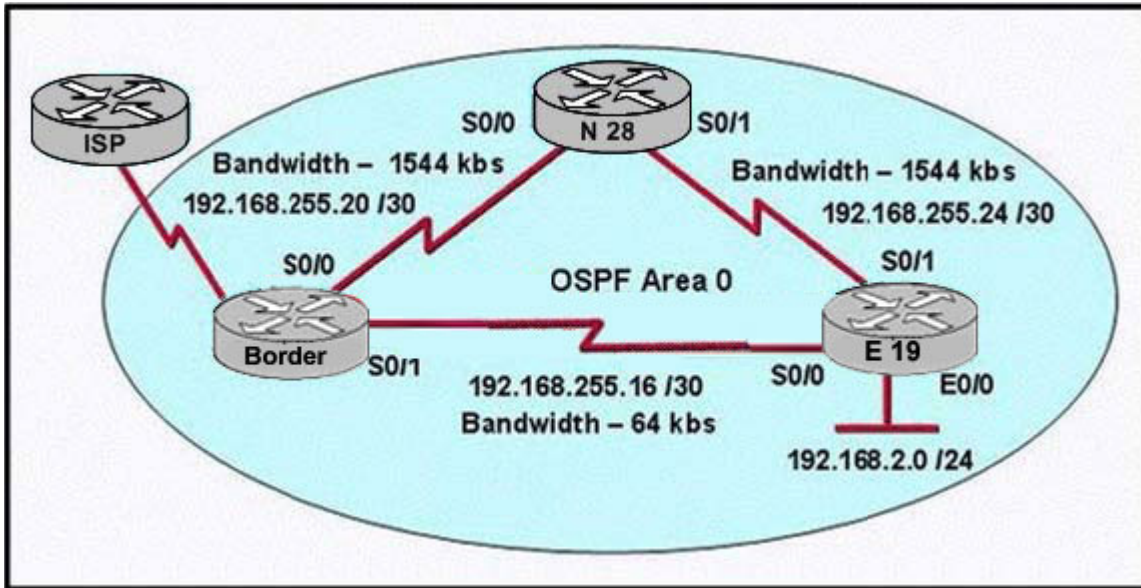 ISP
N 28
S0/0
S0/1
Bandwidth – 1544 kbs
192.168.255.20 /30
Bandwidth – 1544 kbs
192.168.255.24 /30
S0/0
OSPF Area 0
S0/1
Border
S0/1
E 19
S0/0
E0/0
192.168.255.16 /30
Bandwidth – 64 kbs
192.168.2.0 /24